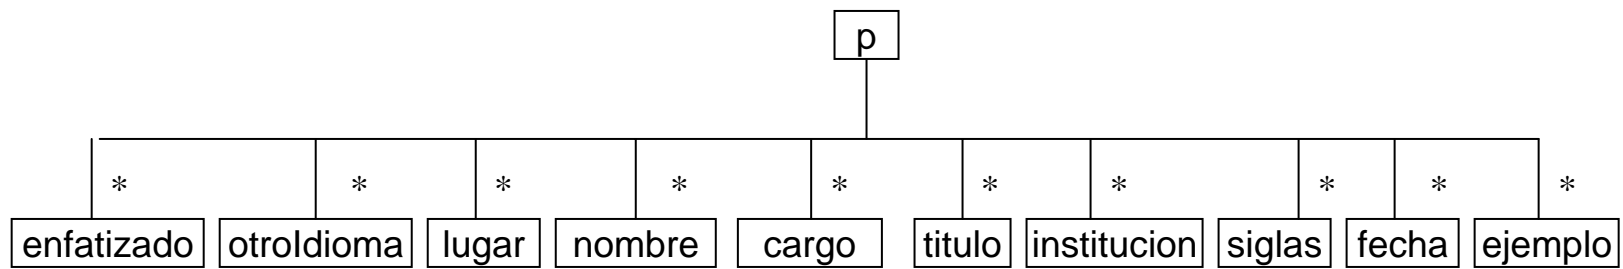 p
* * * * * * * * * *
enfatizado otroIdioma lugar nombre cargo titulo institucion siglas fecha ejemplo